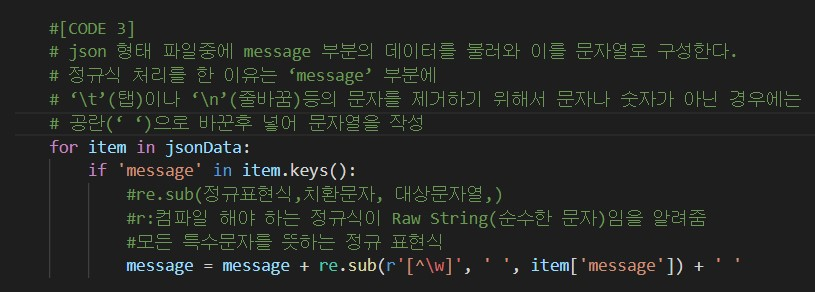 #[CODE 3]
# json 형태 파일중에 message 부분의 데이터를 불러와 이를 문자열로 구성한다.
# 정규식 처리를 한 이유는 ‘message’ 부분에
# ‘\t’(탭)이나 ‘\n’(줄바꿈)등의 문자를 제거하기 위해서 문자나 숫자가 아닌 경우에는
# 공란(‘ ‘)으로 바꾼후 넣어 문자열을 작성
for item in jsonData:
    if 'message' in item.keys():
        #re.sub(정규표현식,치환문자, 대상문자열,)
        #r:컴파일 해야 하는 정규식이 Raw String(순수한 문자)임을 알려줌
        #모든 특수문자를 뜻하는 정규 표현식
        message = message + re.sub(r'[^\w]', ' ', item['message']) + ' '